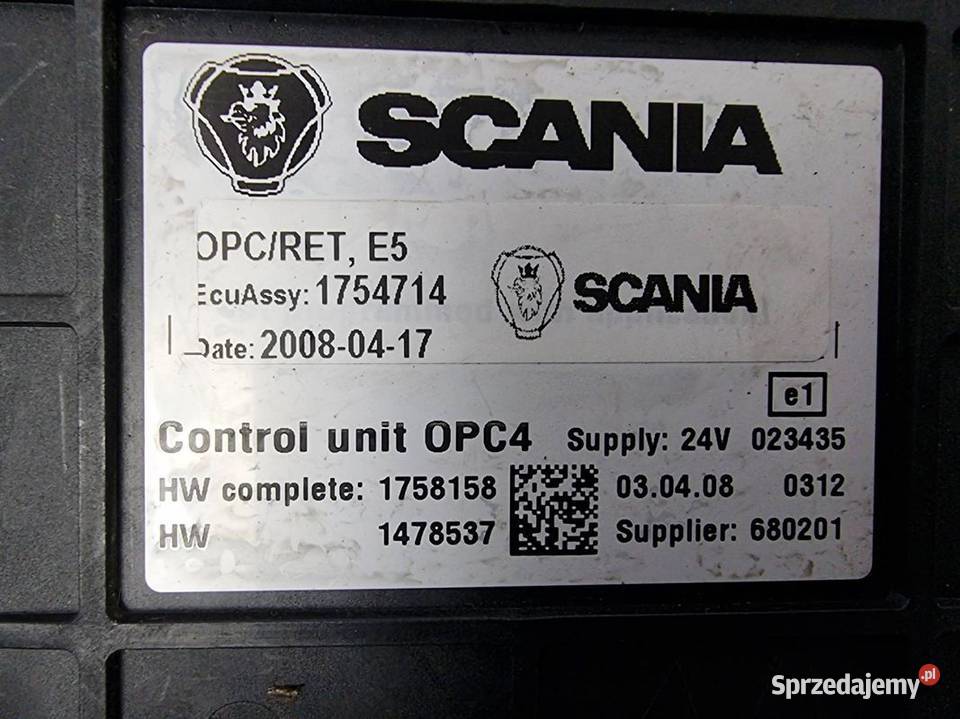 SCANIA
OPC/RET, E5
EcuAssy: 1754714
SCANIA
Date: 2008-04-17
e1
Control unit OPC4 Supply: 24V 023435
HW complete: 1758158 03.04.08 0312
HW 1478537 Supplier: 680201
Sprzedajemy.pl